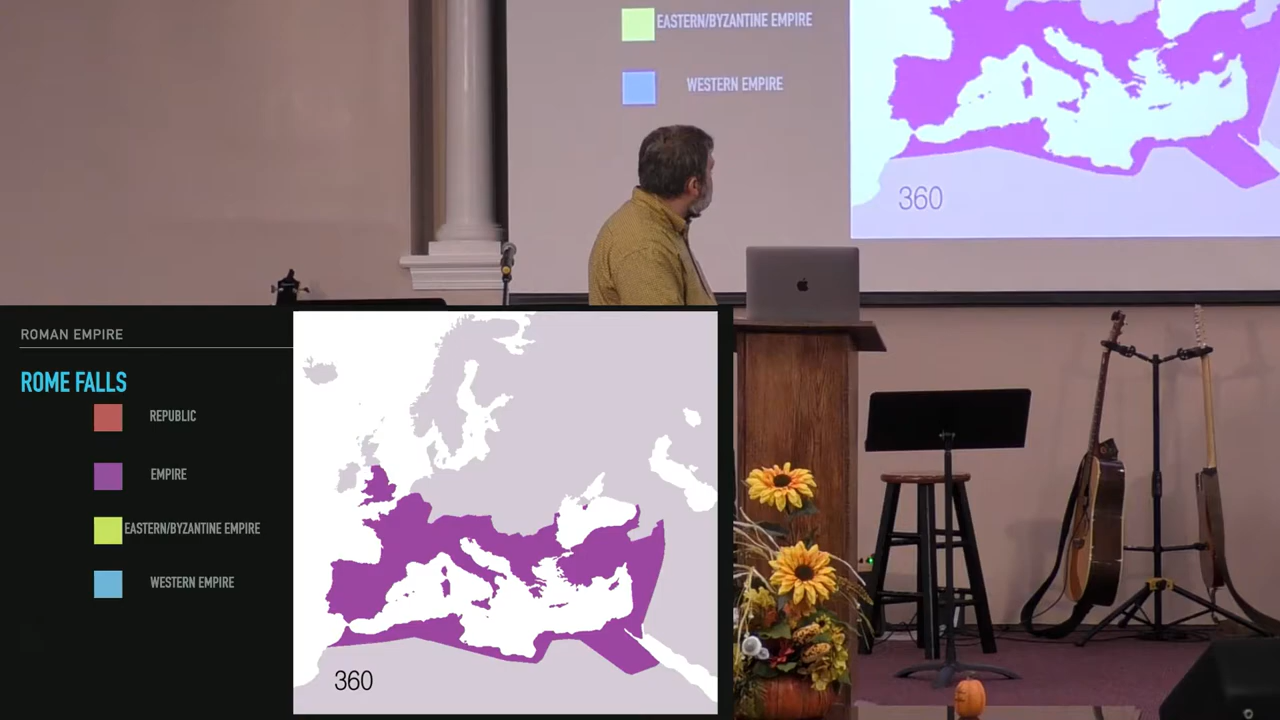 EASTERN/BYZANTINE EMPIRE
WESTERN EMPIRE
360
ROMAN EMPIRE
ROME FALLS
REPUBLIC
EMPIRE
EASTERN/BYZANTINE EMPIRE
WESTERN EMPIRE
360